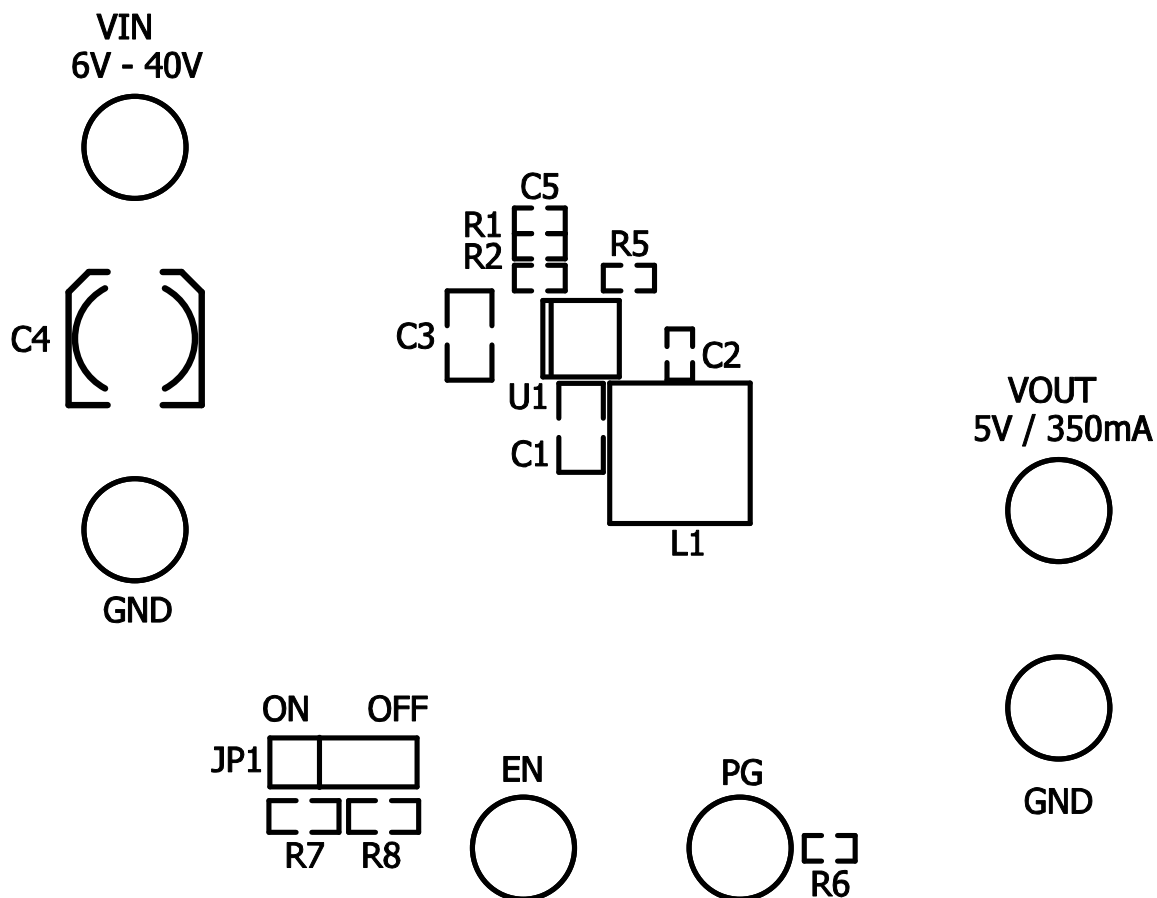 VIN
6V - 40V
C5
R1
R2
R5
C4
C3
C2
U1
C1
VOUT
5V / 350mA
L1
GND
ON OFF
JP1
EN
PG
GND
R7
R8
R6